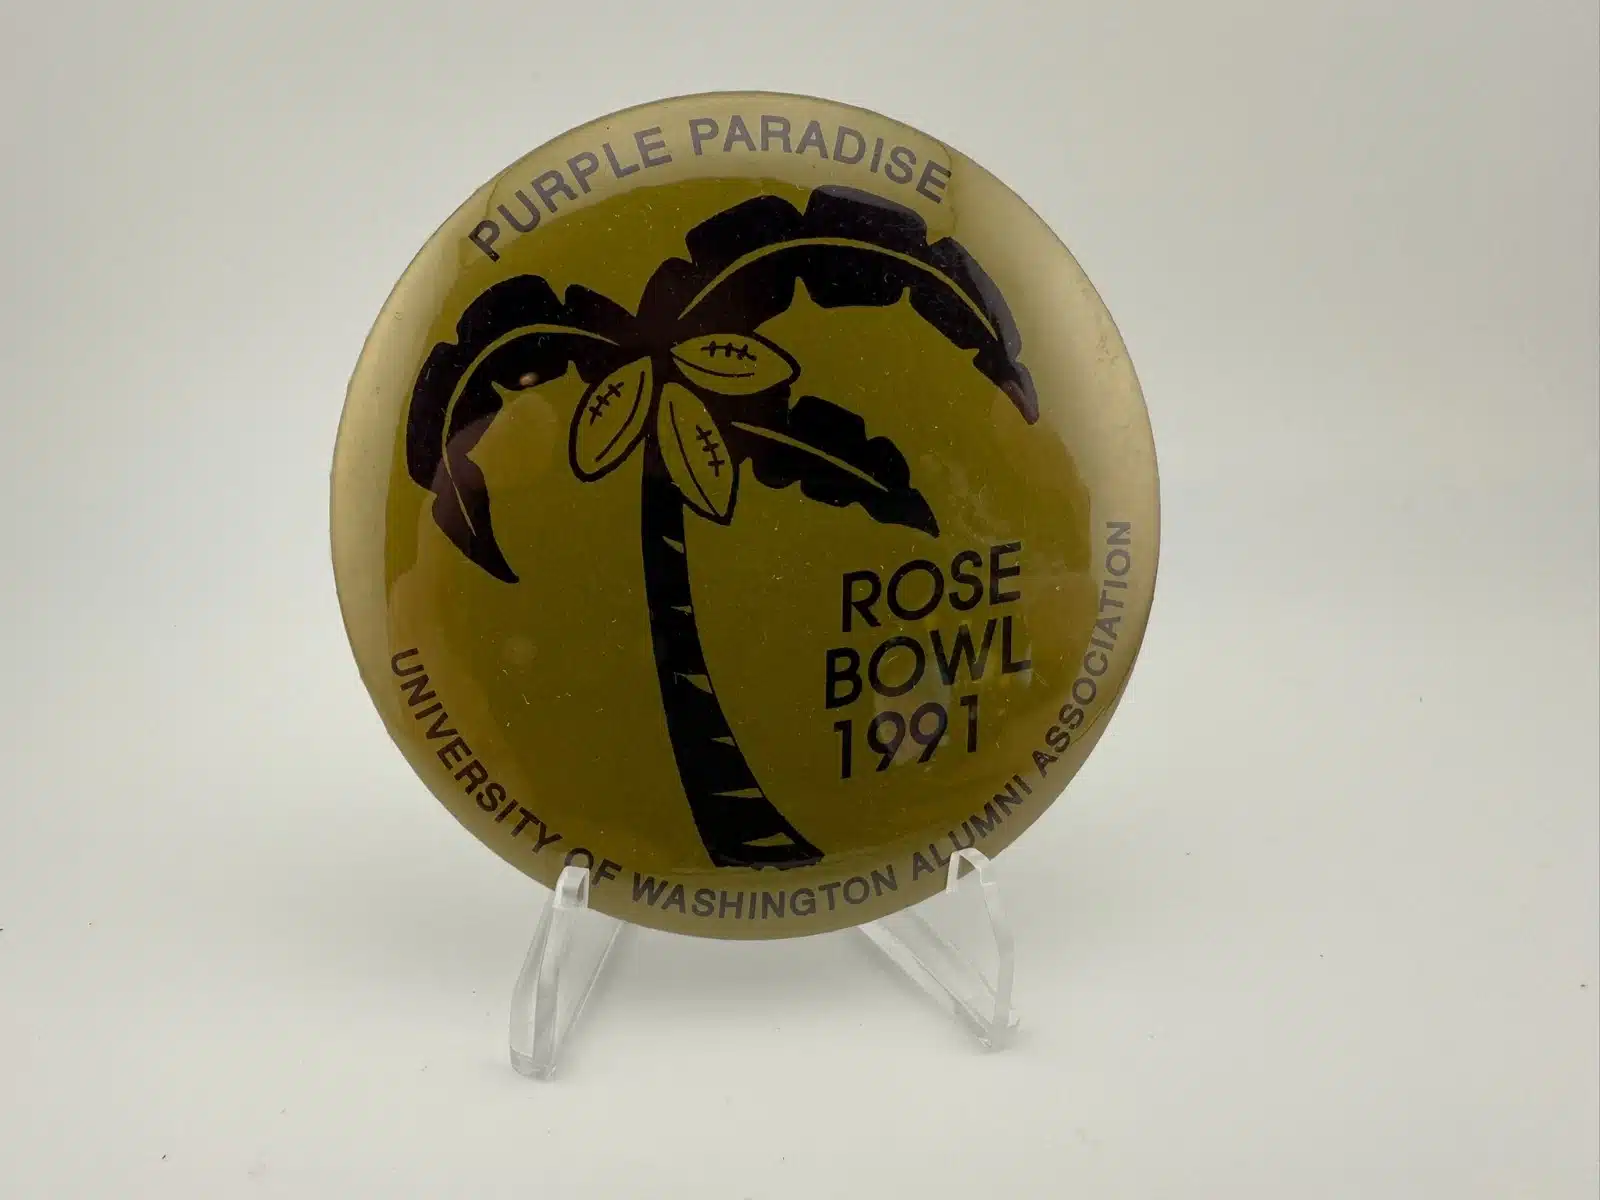 PURPLE PARADISE
ROSE
BOWL
1991
UNIVERSITY OF WASHINGTON ALUMNI ASSOCIATION